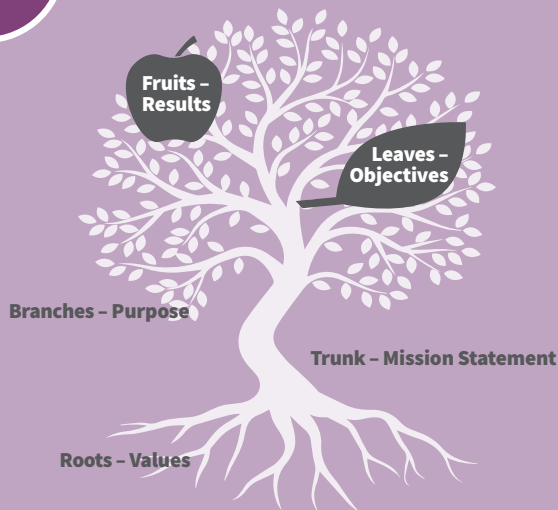 Fruits –
Results
Leaves –
Objectives
Branches – Purpose
Trunk – Mission Statement
Roots – Values